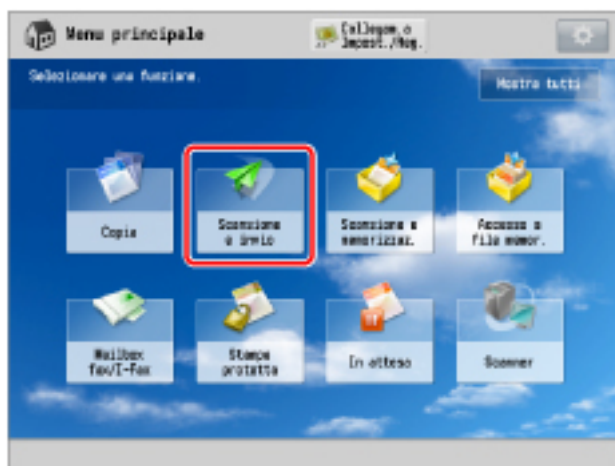 Menu principale
Collegam.a
Impost./Reg.
Selezionare una funzione.
Mostra tutti
Copia
Scansione
e invio
Scansione e
memorizzaz.
Accesso a
file memor.
Mailbox
fax/I-Fax
Stampa
protetta
In attesa
Scanner